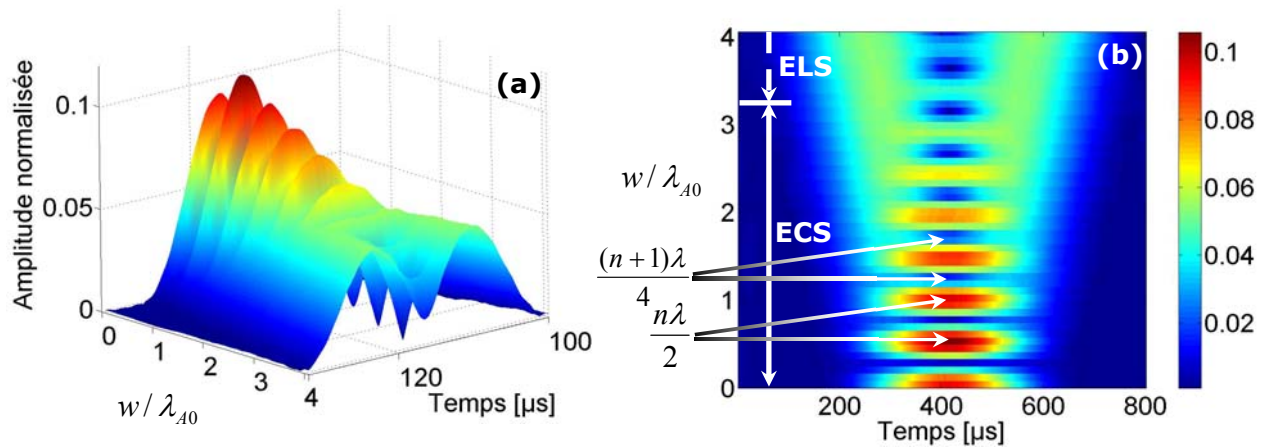 (a)
Amplitude normalisée
0.1
0.05
0
0
1
2
3
4
w / λA0
120
100
Temps [µs]
(b)
ELS
ECS
w / λA0
(n+1)λ
4
nλ
2
4
3
2
1
0
200
400
600
800
Temps [µs]
0.1
0.08
0.06
0.04
0.02